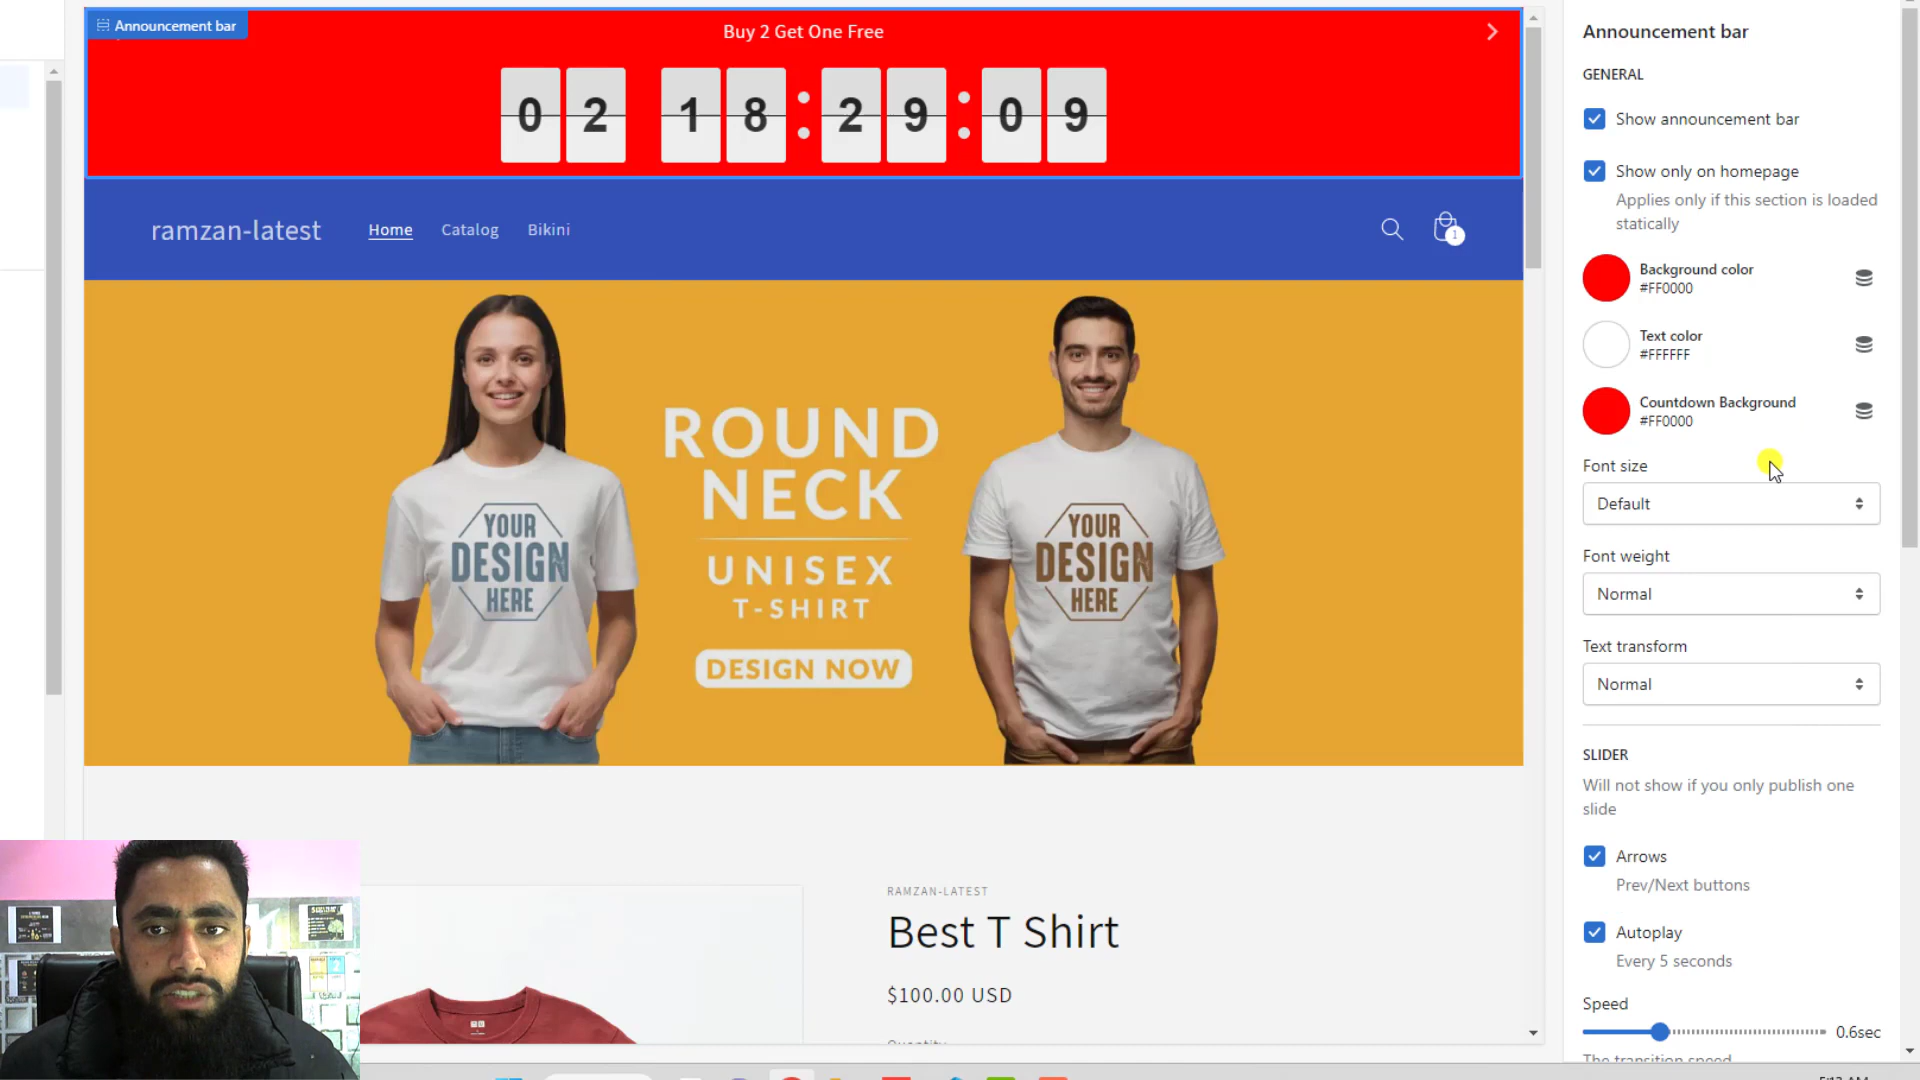 Announcement bar
Buy 2 Get One Free
0 2 1 8 : 2 9 : 0 9
ramzan-latest
Home
Catalog
Bikini
1
ROUND
NECK
UNISEX
T-SHIRT
DESIGN NOW
YOUR
DESIGN
HERE
YOUR
DESIGN
HERE
RAMZAN-LATEST
Best T Shirt
$100.00 USD
Announcement bar
GENERAL
Show announcement bar
Show only on homepage
Applies only if this section is loaded
statically
Background color
#FF0000
Text color
#FFFFFF
Countdown Background
#FF0000
Font size
Default
Font weight
Normal
Text transform
Normal
SLIDER
Will not show if you only publish one
slide
Arrows
Prev/Next buttons
Autoplay
Every 5 seconds
Speed
0.6sec
The transition speed